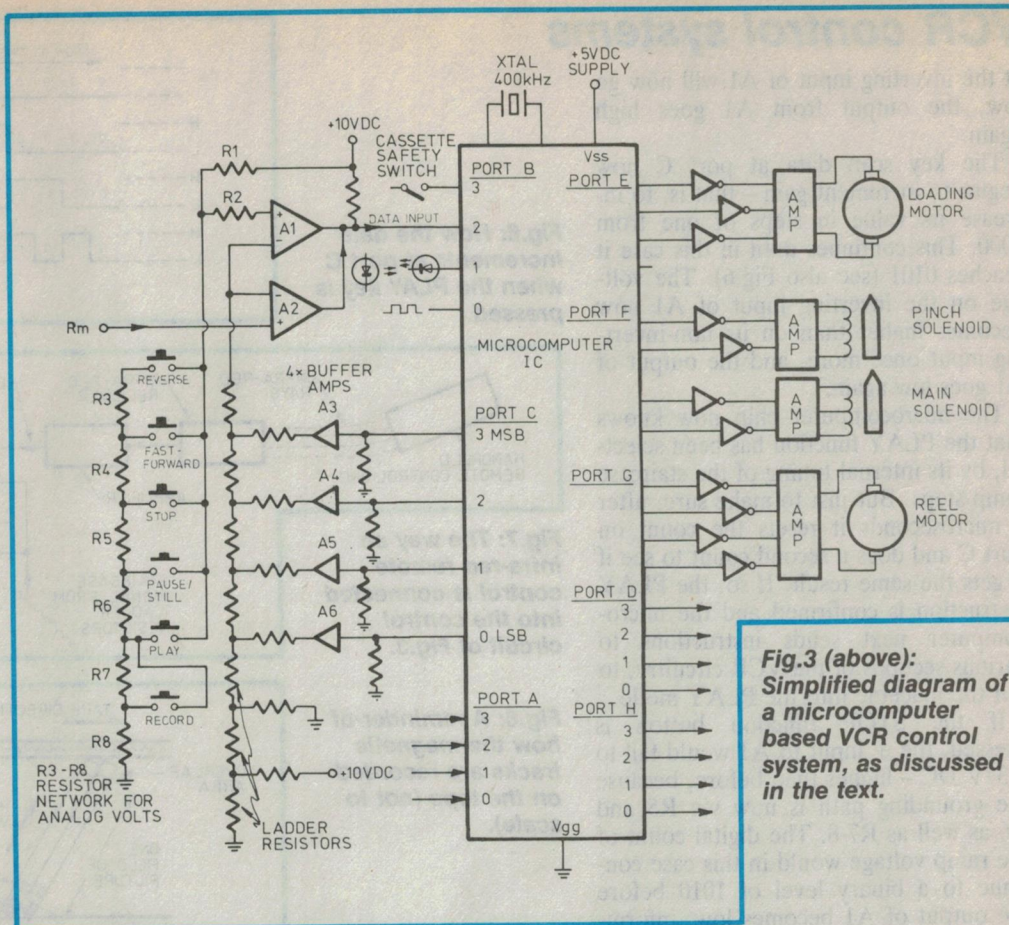 XTAL
400kHz
+5VDC
SUPPLY
+10VDC
CASSETTE
SAFETY
SWITCH
R1
R2
A1
DATA INPUT
A2
Rm
PORT B
3
2
1
0
Vss
PORT E
PORT F
MICROCOMPUTER
IC
AMP
LOADING
MOTOR
AMP
PINCH
SOLENOID
AMP
MAIN
SOLENOID
AMP
REEL
MOTOR
4× BUFFER
AMPS
A3
A4
A5
A6
PORT C
3 MSB
2
1
0 LSB
PORT G
PORT D
3
2
1
0
PORT A
3
2
1
0
PORT H
3
2
1
0
Vgg
REVERSE
R3
FAST-
FORWARD
R4
STOP
R5
PAUSE/
STILL
R6
PLAY
R7
RECORD
R8
R3-R8
RESISTOR
NETWORK FOR
ANALOG VOLTS
+10VDC
LADDER
RESISTORS
Fig.3 (above):
Simplified diagram of
a microcomputer
based VCR control
system, as discussed
in the text.